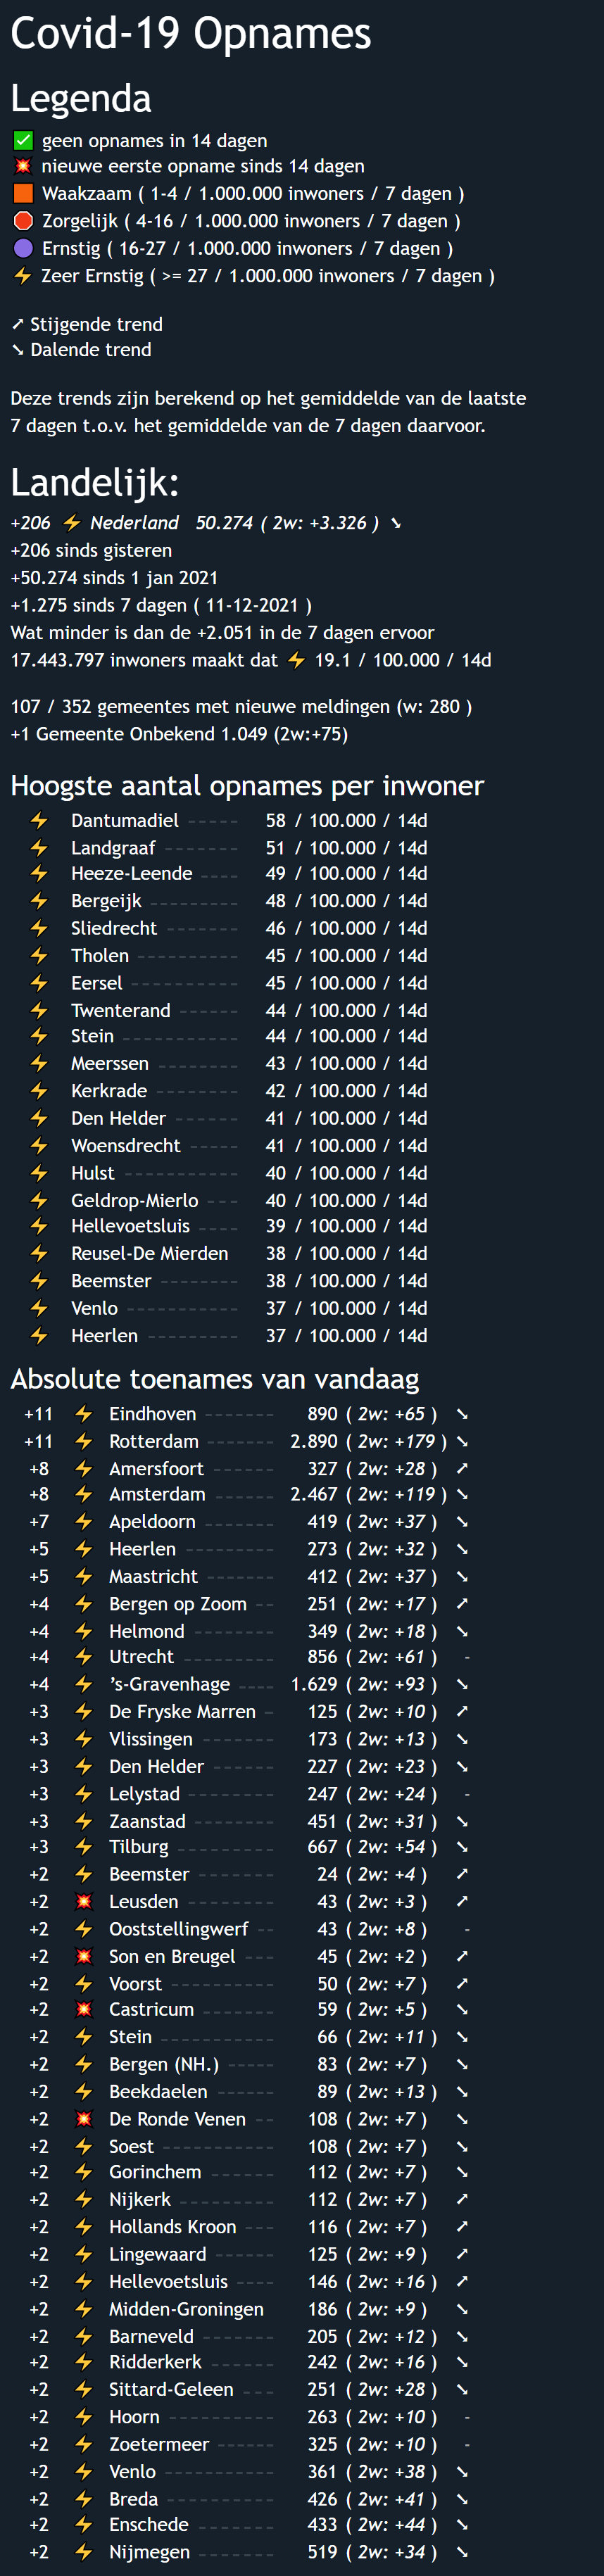 Covid-19 Opnames
Legenda
✅ geen opnames in 14 dagen
💥 nieuwe eerste opname sinds 14 dagen
🟧 Waakzaam ( 1-4 / 1.000.000 inwoners / 7 dagen )
🛑 Zorgelijk ( 4-16 / 1.000.000 inwoners / 7 dagen )
🟣 Ernstig ( 16-27 / 1.000.000 inwoners / 7 dagen )
⚡ Zeer Ernstig ( >= 27 / 1.000.000 inwoners / 7 dagen )
➚ Stijgende trend
➘ Dalende trend
Deze trends zijn berekend op het gemiddelde van de laatste
7 dagen t.o.v. het gemiddelde van de 7 dagen daarvoor.
Landelijk:
+206 ⚡ Nederland 50.274 ( 2w: +3.326 ) ➘
+206 sinds gisteren
+50.274 sinds 1 jan 2021
+1.275 sinds 7 dagen ( 11-12-2021 )
Wat minder is dan de +2.051 in de 7 dagen ervoor
17.443.797 inwoners maakt dat ⚡ 19.1 / 100.000 / 14d
107 / 352 gemeentes met nieuwe meldingen (w: 280 )
+1 Gemeente Onbekend 1.049 (2w:+75)
Hoogste aantal opnames per inwoner
⚡ Dantumadiel ----- 58 / 100.000 / 14d
⚡ Landgraaf -------- 51 / 100.000 / 14d
⚡ Heeze-Leende ---- 49 / 100.000 / 14d
⚡ Bergeijk --------- 48 / 100.000 / 14d
⚡ Sliedrecht ------- 46 / 100.000 / 14d
⚡ Tholen ---------- 45 / 100.000 / 14d
⚡ Eersel ----------- 45 / 100.000 / 14d
⚡ Twenterand ------ 44 / 100.000 / 14d
⚡ Stein ------------ 44 / 100.000 / 14d
⚡ Meerssen -------- 43 / 100.000 / 14d
⚡ Kerkrade -------- 42 / 100.000 / 14d
⚡ Den Helder ------ 41 / 100.000 / 14d
⚡ Woensdrecht ----- 41 / 100.000 / 14d
⚡ Hulst ----------- 40 / 100.000 / 14d
⚡ Geldrop-Mierlo --- 40 / 100.000 / 14d
⚡ Hellevoetsluis ---- 39 / 100.000 / 14d
⚡ Reusel-De Mierden 38 / 100.000 / 14d
⚡ Beemster -------- 38 / 100.000 / 14d
⚡ Venlo ----------- 37 / 100.000 / 14d
⚡ Heerlen --------- 37 / 100.000 / 14d
Absolute toenames van vandaag
+11 ⚡ Eindhoven ------- 890 ( 2w: +65 ) ➘
+11 ⚡ Rotterdam ------- 2.890 ( 2w: +179 ) ➘
+8 ⚡ Amersfoort ------ 327 ( 2w: +28 ) ➚
+8 ⚡ Amsterdam ------ 2.467 ( 2w: +119 ) ➘
+7 ⚡ Apeldoorn ------- 419 ( 2w: +37 ) ➘
+5 ⚡ Heerlen --------- 273 ( 2w: +32 ) ➘
+5 ⚡ Maastricht ------- 412 ( 2w: +37 ) ➘
+4 ⚡ Bergen op Zoom -- 251 ( 2w: +17 ) ➚
+4 ⚡ Helmond -------- 349 ( 2w: +18 ) ➘
+4 ⚡ Utrecht --------- 856 ( 2w: +61 ) -
+4 ⚡ ’s-Gravenhage ---- 1.629 ( 2w: +93 ) ➘
+3 ⚡ De Fryske Marren - 125 ( 2w: +10 ) ➚
+3 ⚡ Vlissingen -------- 173 ( 2w: +13 ) ➘
+3 ⚡ Den Helder ------ 227 ( 2w: +23 ) ➘
+3 ⚡ Lelystad --------- 247 ( 2w: +24 ) -
+3 ⚡ Zaanstad -------- 451 ( 2w: +31 ) ➘
+3 ⚡ Tilburg ---------- 667 ( 2w: +54 ) ➘
+2 ⚡ Beemster -------- 24 ( 2w: +4 ) ➚
+2 💥 Leusden --------- 43 ( 2w: +3 ) ➚
+2 ⚡ Ooststellingwerf -- 43 ( 2w: +8 ) -
+2 💥 Son en Breugel --- 45 ( 2w: +2 ) ➚
+2 ⚡ Voorst ----------- 50 ( 2w: +7 ) ➚
+2 💥 Castricum ------- 59 ( 2w: +5 ) ➘
+2 ⚡ Stein ------------ 66 ( 2w: +11 ) ➘
+2 ⚡ Bergen (NH.) ----- 83 ( 2w: +7 ) ➘
+2 ⚡ Beekdaelen ------ 89 ( 2w: +13 ) ➘
+2 💥 De Ronde Venen -- 108 ( 2w: +7 ) ➘
+2 ⚡ Soest ------------ 108 ( 2w: +7 ) ➘
+2 ⚡ Gorinchem ------- 112 ( 2w: +7 ) ➘
+2 ⚡ Nijkerk ---------- 112 ( 2w: +7 ) ➚
+2 ⚡ Hollands Kroon --- 116 ( 2w: +7 ) ➚
+2 ⚡ Lingewaard ------ 125 ( 2w: +9 ) ➚
+2 ⚡ Hellevoetsluis ---- 146 ( 2w: +16 ) ➚
+2 ⚡ Midden-Groningen 186 ( 2w: +9 ) ➘
+2 ⚡ Barneveld ------- 205 ( 2w: +12 ) ➘
+2 ⚡ Ridderkerk ------- 242 ( 2w: +16 ) ➘
+2 ⚡ Sittard-Geleen --- 251 ( 2w: +28 ) ➘
+2 ⚡ Hoorn ----------- 263 ( 2w: +10 ) -
+2 ⚡ Zoetermeer ------ 325 ( 2w: +10 ) -
+2 ⚡ Venlo ----------- 361 ( 2w: +38 ) ➘
+2 ⚡ Breda ------------ 426 ( 2w: +41 ) ➘
+2 ⚡ Enschede -------- 433 ( 2w: +44 ) ➘
+2 ⚡ Nijmegen -------- 519 ( 2w: +34 ) ➘